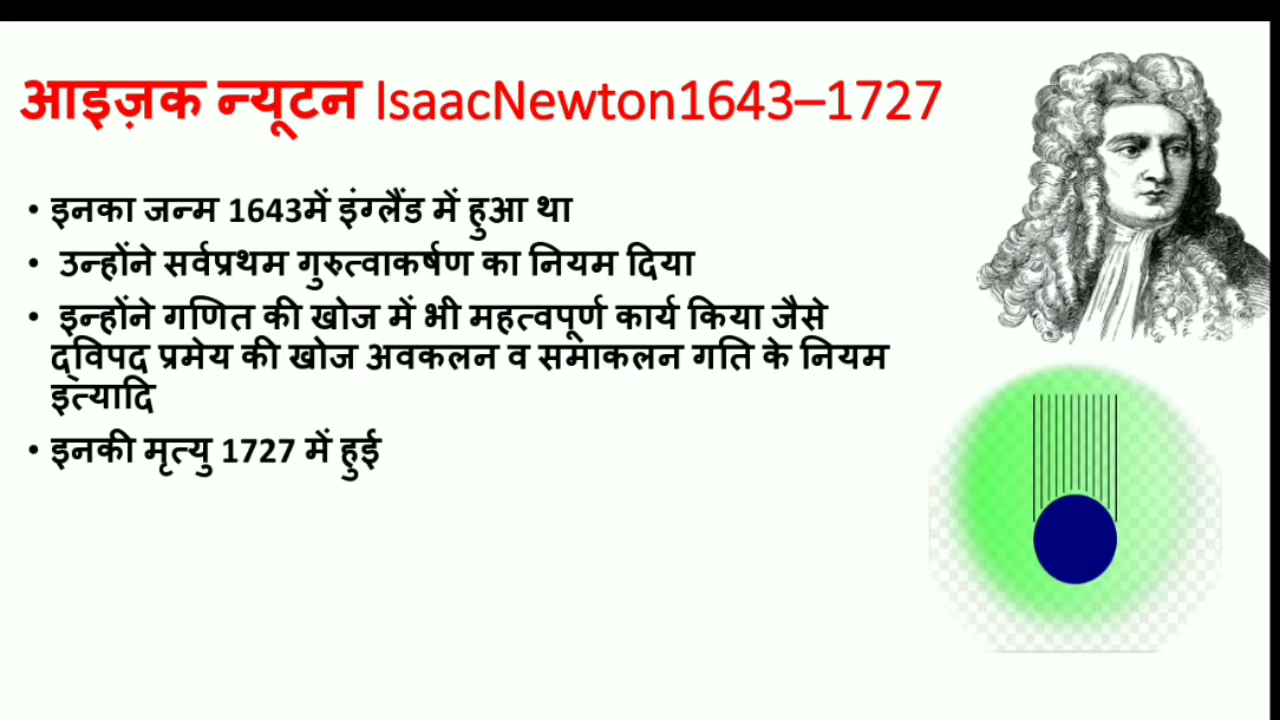 आइज़क न्यूटन IsaacNewton1643–1727
• इनका जन्म 1643में इंग्लैंड में हुआ था
• उन्होंने सर्वप्रथम गुरुत्वाकर्षण का नियम दिया
• इन्होंने गणित की खोज में भी महत्वपूर्ण कार्य किया जैसे
द्विपद प्रमेय की खोज अवकलन व समाकलन गति के नियम
इत्यादि
• इनकी मृत्यु 1727 में हुई